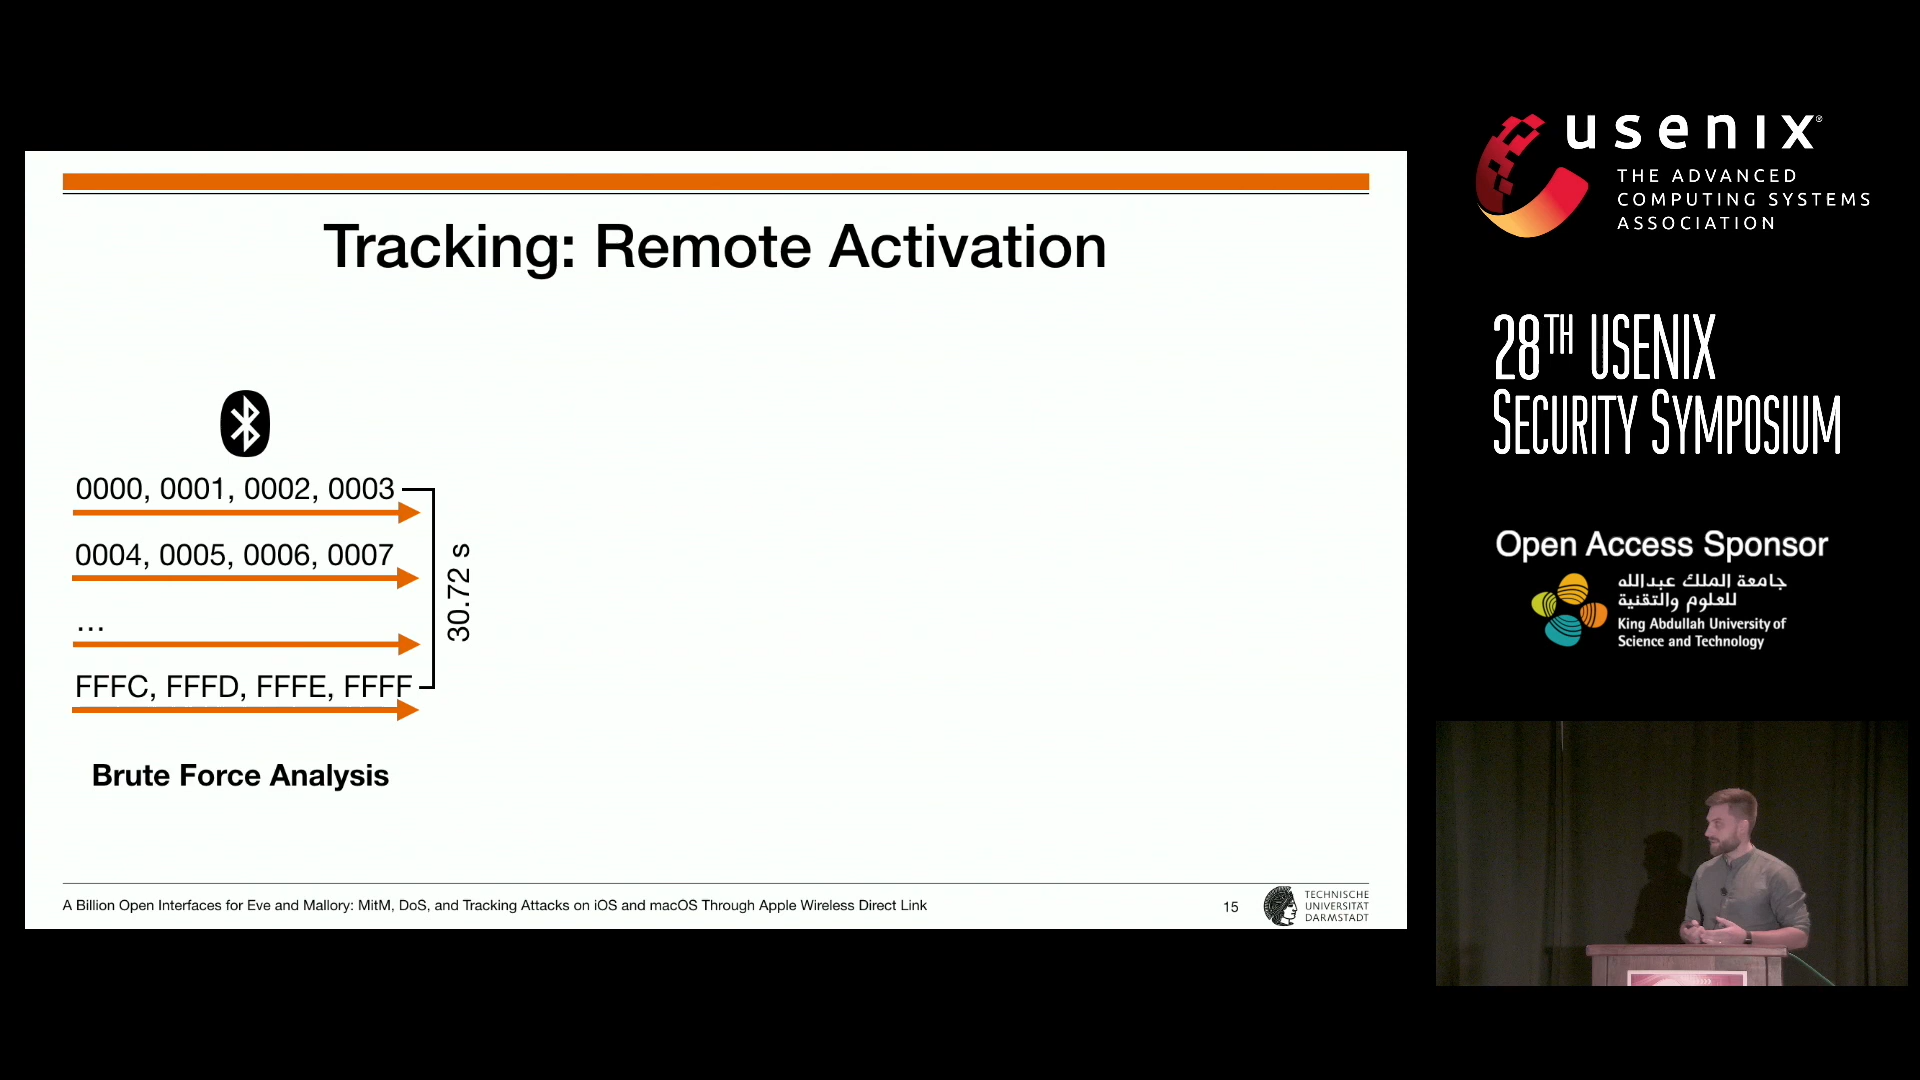 Tracking: Remote Activation
0000, 0001, 0002, 0003
0004, 0005, 0006, 0007
...
FFFC, FFFD, FFFE, FFFF
30.72 s
Brute Force Analysis
A Billion Open Interfaces for Eve and Mallory: MitM, DoS, and Tracking Attacks on iOS and macOS Through Apple Wireless Direct Link
15
TECHNISCHE
UNIVERSITÄT
DARMSTADT
usenix®
THE ADVANCED
COMPUTING SYSTEMS
ASSOCIATION
28TH USENIX
SECURITY SYMPOSIUM
Open Access Sponsor
جامعة الملك عبدالله
للعلوم والتقنية
King Abdullah University of
Science and Technology